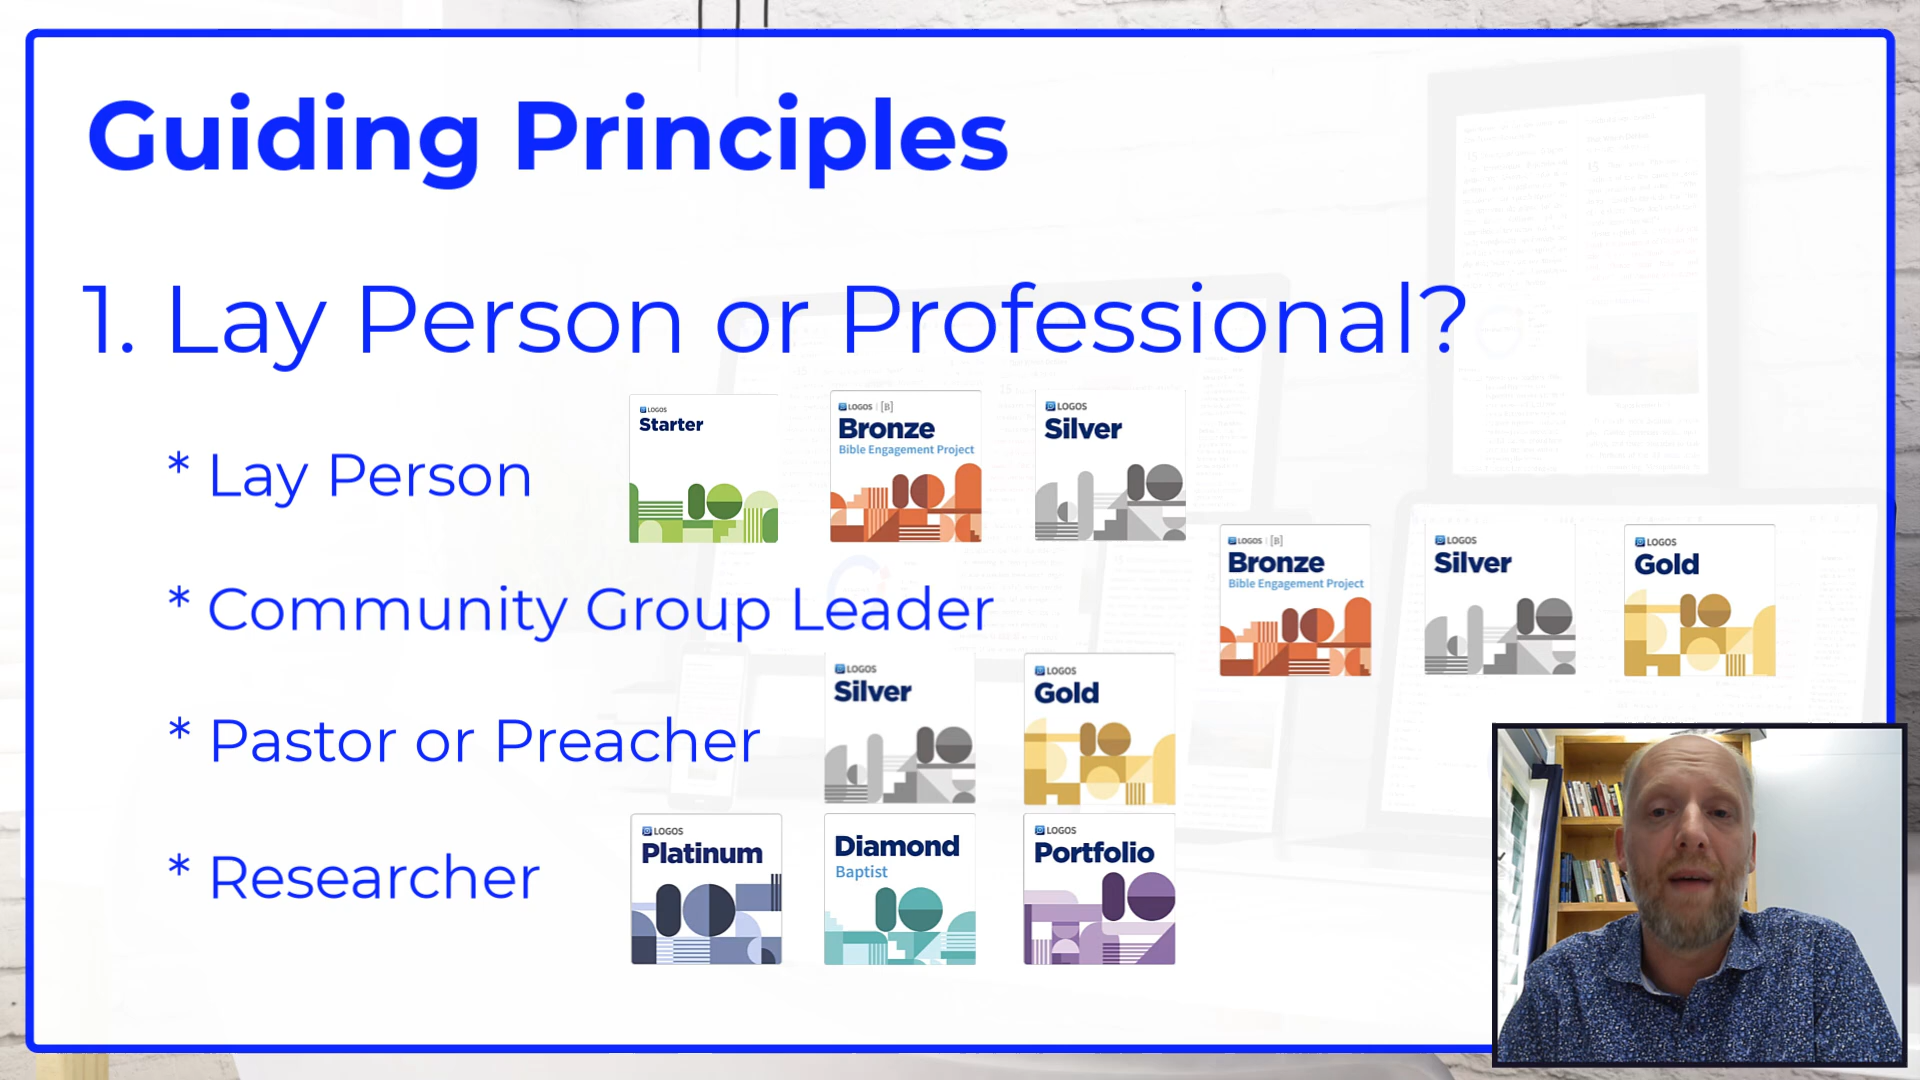 Guiding Principles
1. Lay Person or Professional?
* Lay Person
LOGOS
Starter
LOGOS | [B]
Bronze
Bible Engagement Project
LOGOS
Silver
* Community Group Leader
LOGOS | [B]
Bronze
Bible Engagement Project
LOGOS
Silver
LOGOS
Gold
* Pastor or Preacher
LOGOS
Silver
LOGOS
Gold
* Researcher
LOGOS
Platinum
Diamond
Baptist
LOGOS
Portfolio